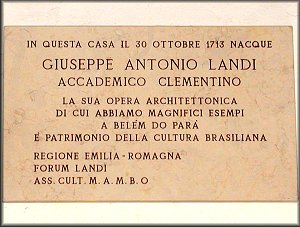 IN QUESTA CASA IL 30 OTTOBRE 1713 NACQUE
GIUSEPPE ANTONIO LANDI
ACCADEMICO CLEMENTINO
LA SUA OPERA ARCHITETTONICA
DI CUI ABBIAMO MAGNIFICI ESEMPI
A BELÉM DO PARÁ
É PATRIMONIO DELLA CULTURA BRASILIANA
REGIONE EMILIA-ROMAGNA
FORUM LANDI
ASS. CULT. M.A.M.B.O